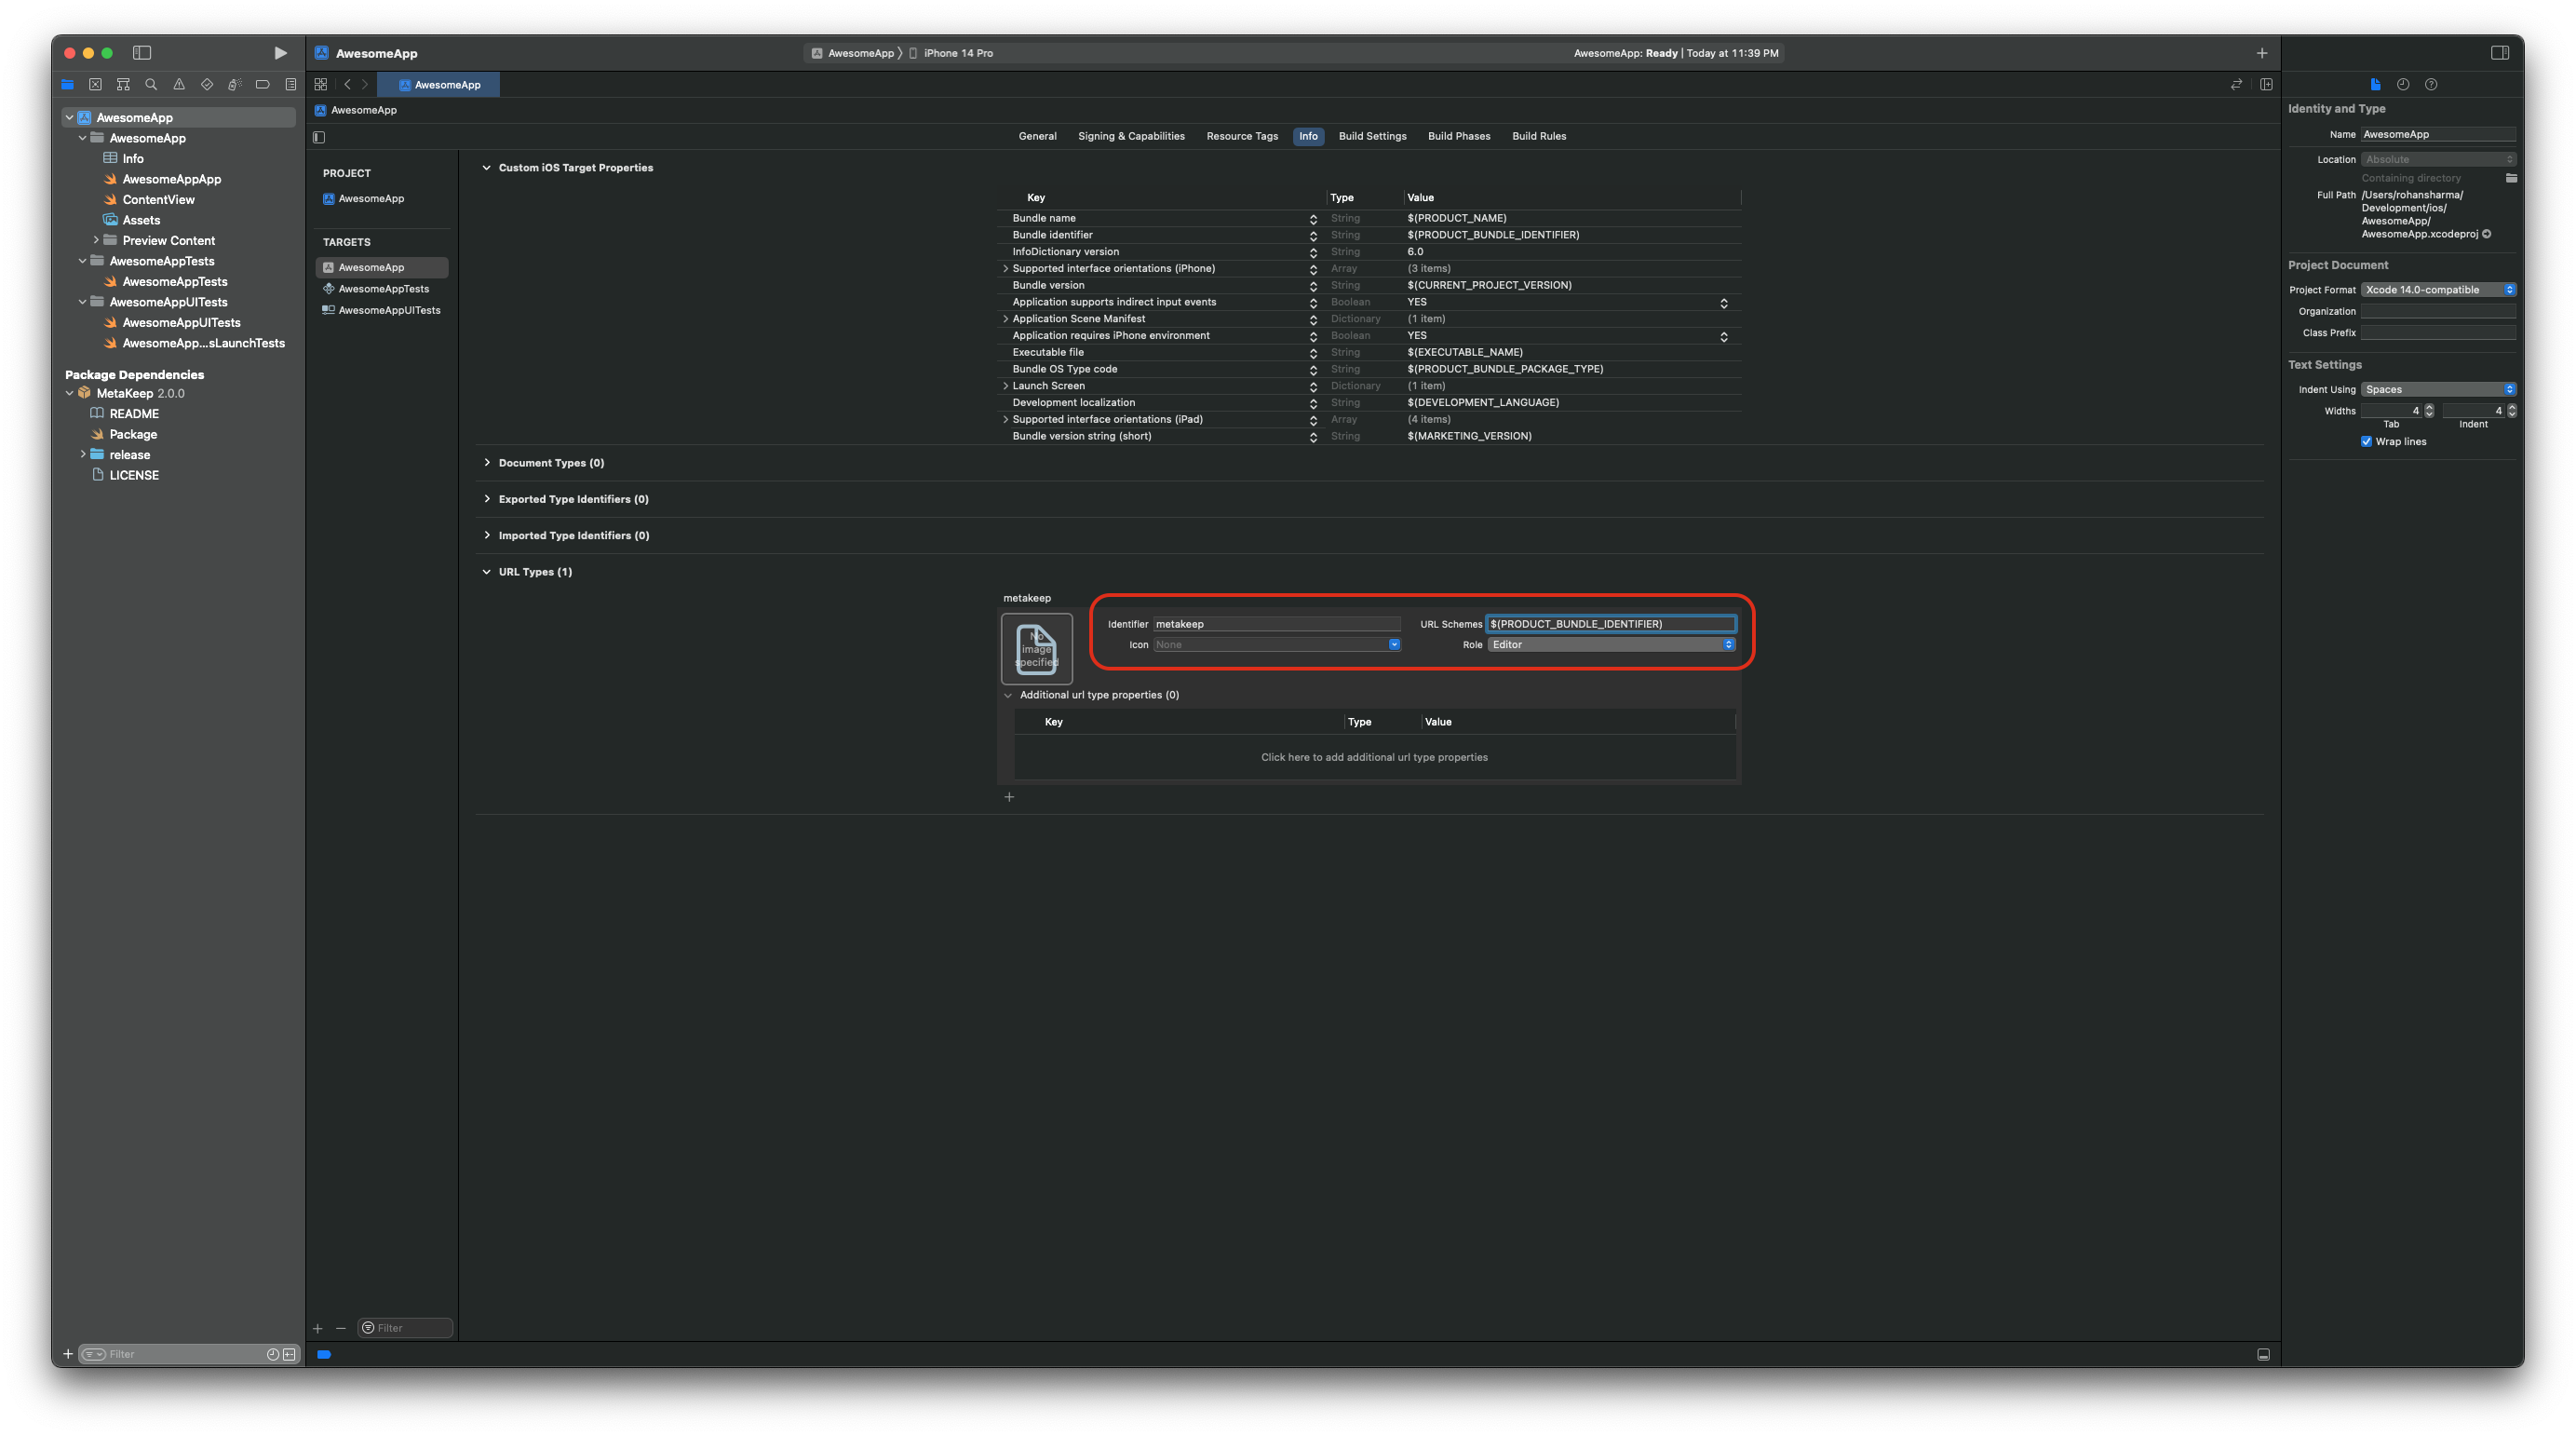 AwesomeApp
AwesomeApp
iPhone 14 Pro
AwesomeApp: Ready | Today at 11:39 PM
AwesomeApp
AwesomeApp
AwesomeApp
AwesomeApp
Info
AwesomeAppApp
ContentView
Assets
Preview Content
AwesomeAppTests
AwesomeAppTests
AwesomeAppUITests
AwesomeAppUITests
AwesomeApp...sLaunchTests
Package Dependencies
MetaKeep 2.0.0
README
Package
release
LICENSE
Filter
General Signing & Capabilities Resource Tags Info Build Settings Build Phases Build Rules
PROJECT
AwesomeApp
TARGETS
AwesomeApp
AwesomeAppTests
AwesomeAppUITests
Filter
Custom iOS Target Properties
Key Type Value
Bundle name String $(PRODUCT_NAME)
Bundle identifier String $(PRODUCT_BUNDLE_IDENTIFIER)
InfoDictionary version String 6.0
Supported interface orientations (iPhone) Array (3 items)
Bundle version String $(CURRENT_PROJECT_VERSION)
Application supports indirect input events Boolean YES
Application Scene Manifest Dictionary (1 item)
Application requires iPhone environment Boolean YES
Executable file String $(EXECUTABLE_NAME)
Bundle OS Type code String $(PRODUCT_BUNDLE_PACKAGE_TYPE)
Launch Screen Dictionary (1 item)
Development localization String $(DEVELOPMENT_LANGUAGE)
Supported interface orientations (iPad) Array (4 items)
Bundle version string (short) String $(MARKETING_VERSION)
Document Types (0)
Exported Type Identifiers (0)
Imported Type Identifiers (0)
URL Types (1)
metakeep
No
image
specified
Identifier metakeep URL Schemes $(PRODUCT_BUNDLE_IDENTIFIER)
Icon None Role Editor
Additional url type properties (0)
Key Type Value
Click here to add additional url type properties
Identity and Type
Name AwesomeApp
Location Absolute
Containing directory
Full Path /Users/rohansharma/
Development/ios/
AwesomeApp/
AwesomeApp.xcodeproj
Project Document
Project Format Xcode 14.0-compatible
Organization
Class Prefix
Text Settings
Indent Using Spaces
Widths 4 4
Tab Indent
Wrap lines